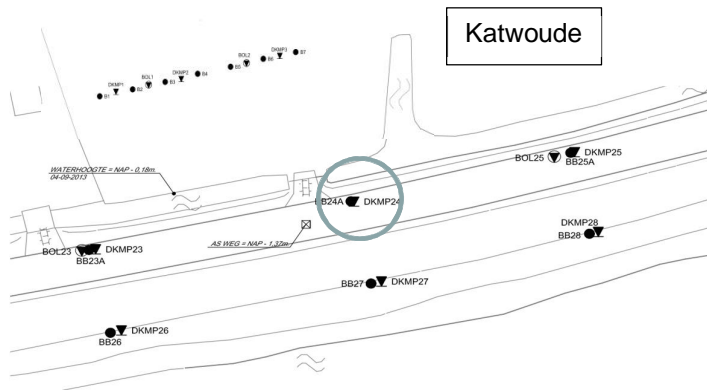 Katwoude
B1
DKMP1
B2
BOL1
B3
DKMP2
B4
B5
BOL2
B6
DKMP3
B7
WATERHOOGTE = NAP - 0,18m
04-09-2013
BOL25
DKMP25
BB25A
BB24A
DKMP24
AS WEG = NAP - 1,37m
BOL23
DKMP23
BB23A
DKMP28
BB28
BB27
DKMP27
DKMP26
BB26